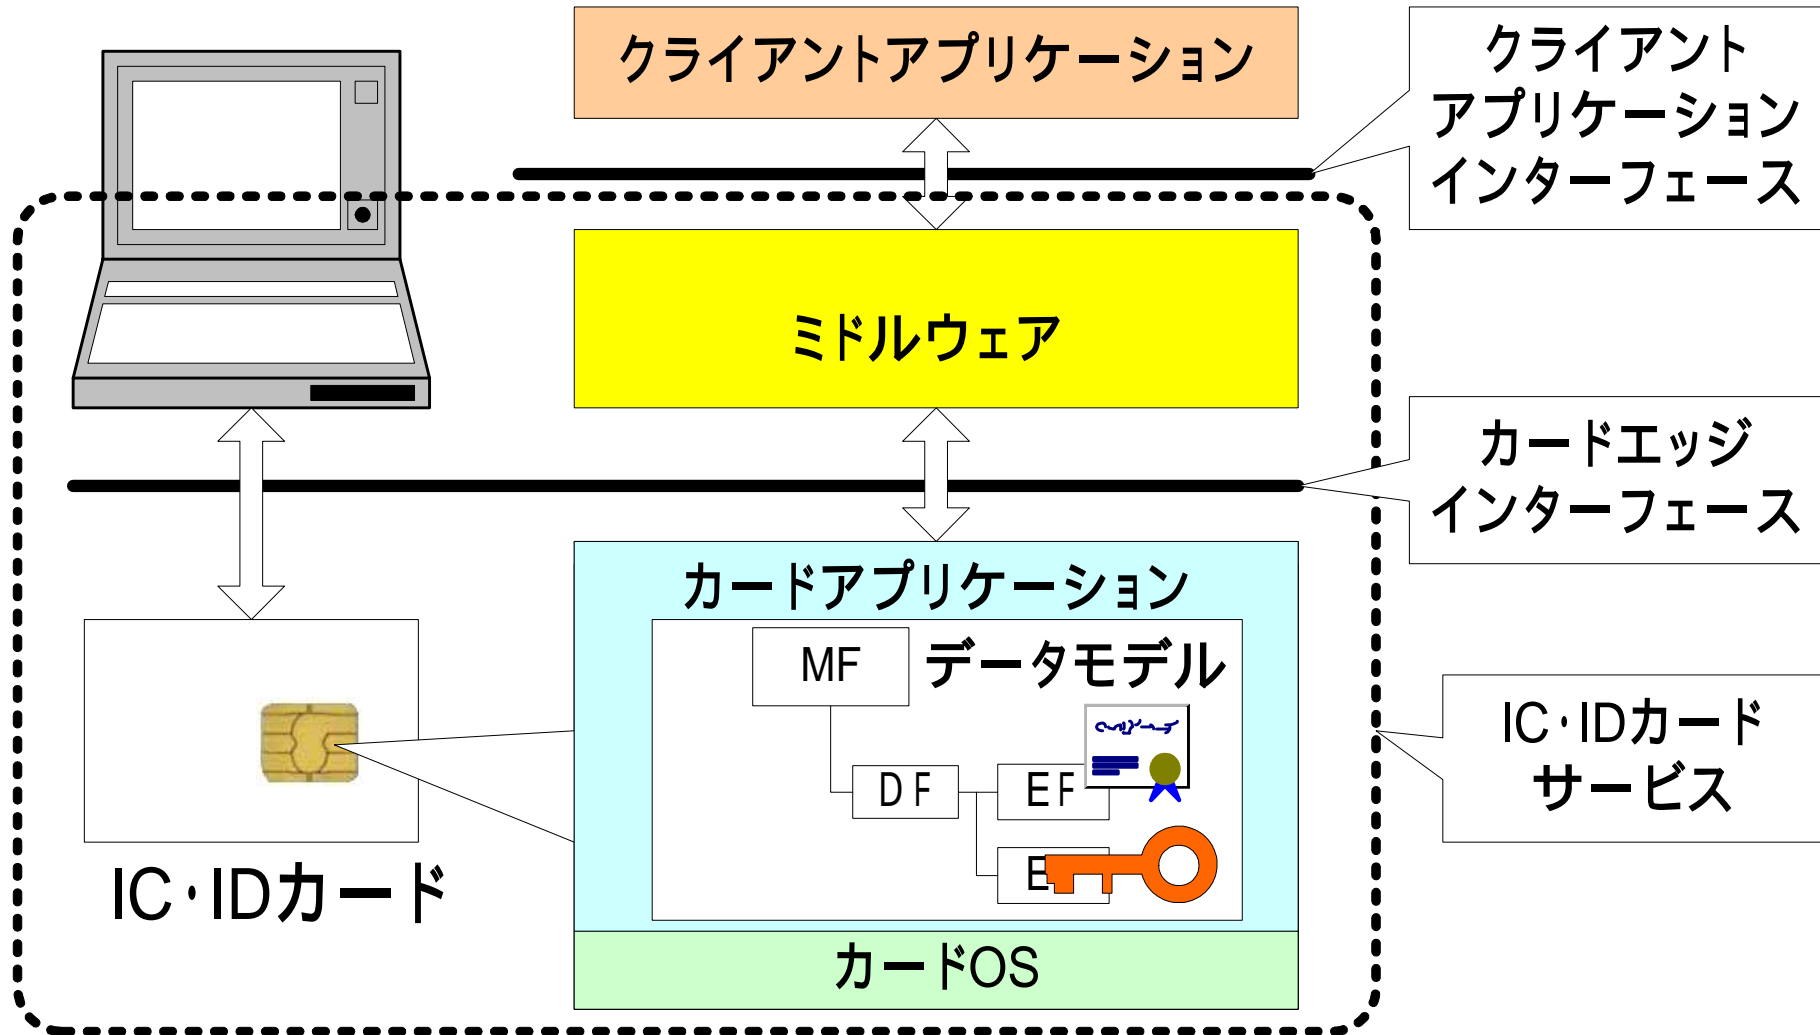 クライアントアプリケーション
クライアント
アプリケーション
インターフェース
ミドルウェア
カードエッジ
インターフェース
カードアプリケーション
データモデル
MF
DF
EF
E
IC・IDカード
カードOS
IC・IDカード
サービス